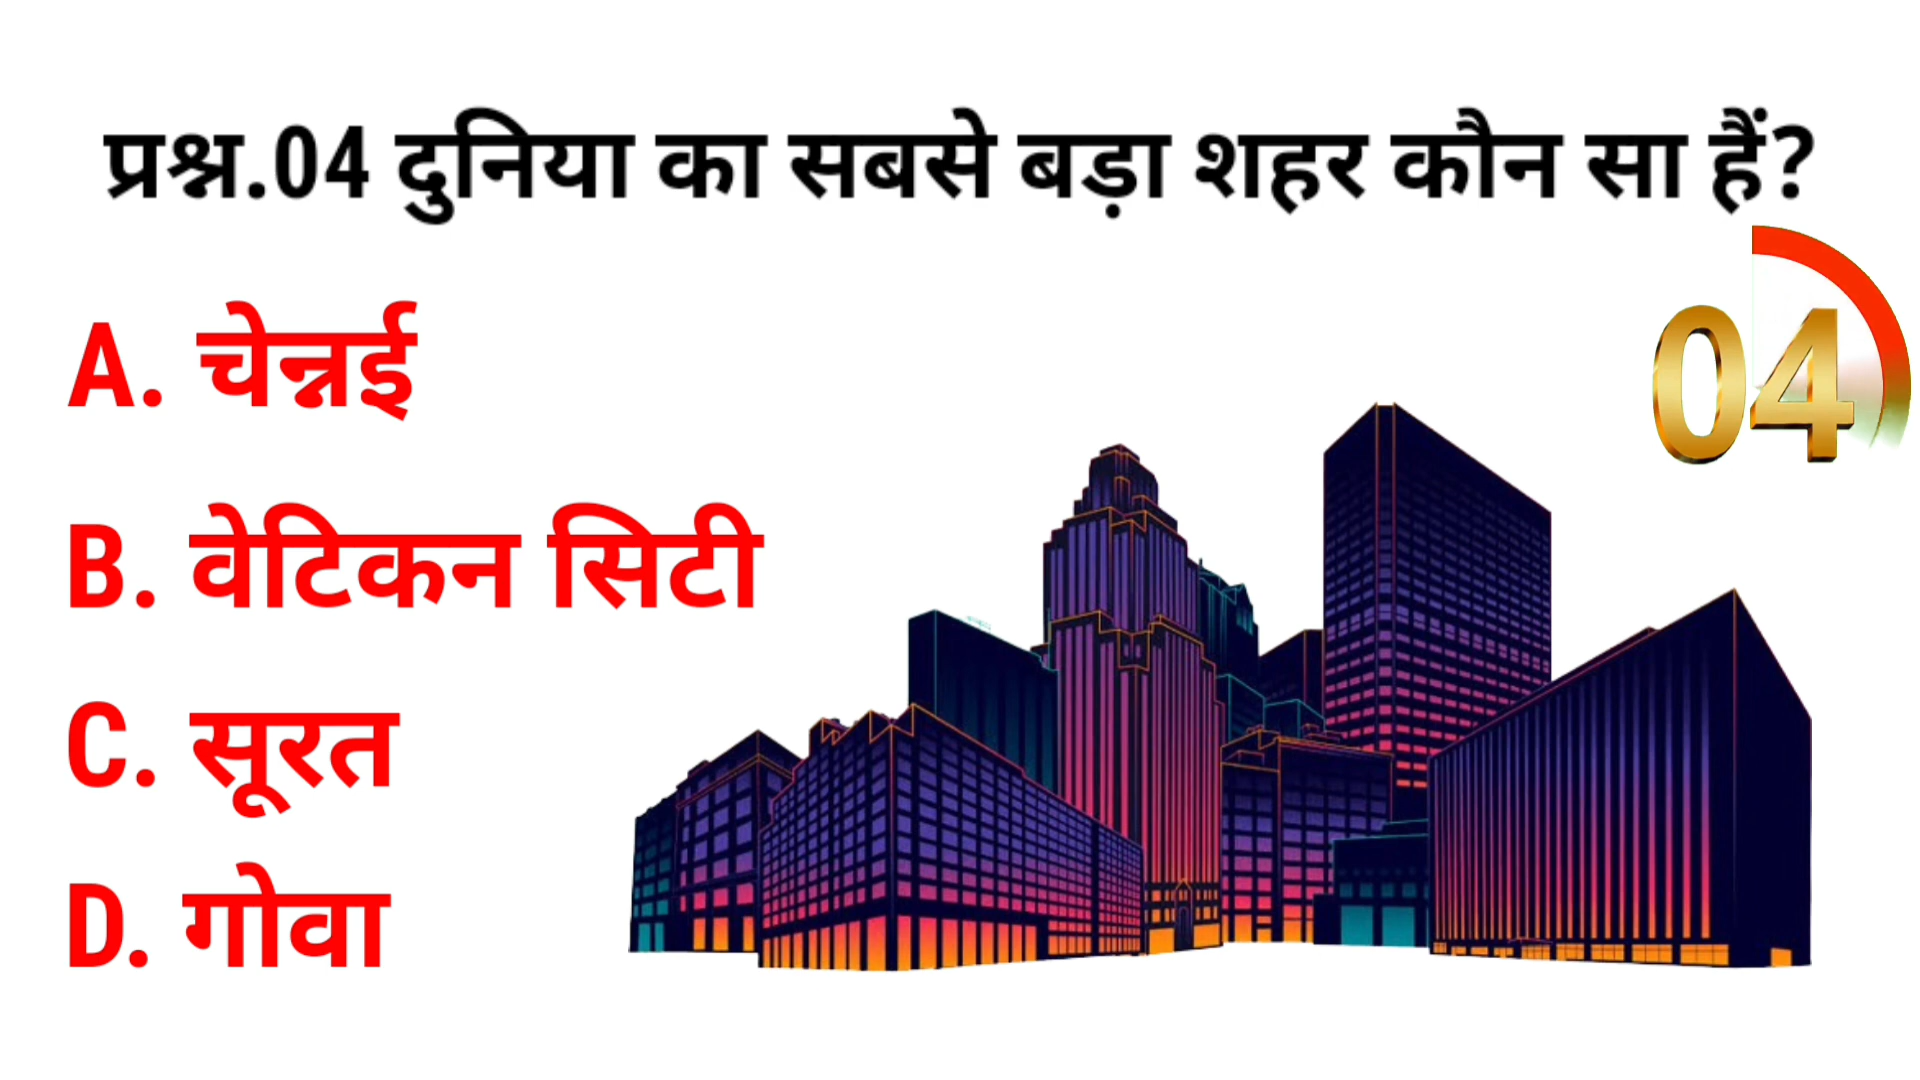 प्रश्न.04 दुनिया का सबसे बड़ा शहर कौन सा हैं?
A. चेन्नई
04
B. वेटिकन सिटी
C. सूरत
D. गोवा